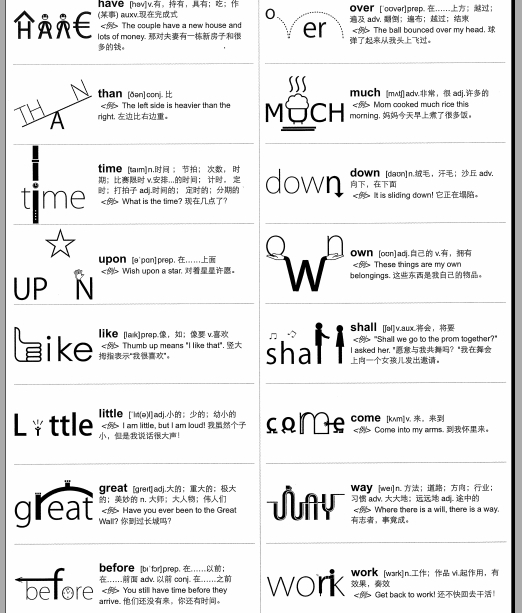 have [həv] v.有，持有，具有；吃；作
(某事) auxv.现在完成式
<例> The couple have a new house and
lots of money. 那对夫妻有一栋新房子和很
多的钱。
THAN
than [ðən]conj. 比
<例> The left side is heavier than the
right. 左边比右边重。
time
time [taɪm]n.时间； 节拍； 次数， 时
期；比赛限时 v.安排...的时间； 计时， 定
时；打拍子 adj.时间的； 定时的；分期的
<例> What is the time? 现在几点了?
UP N
upon [əˈpɒn]prep. 在……上面
<例> Wish upon a star. 对着星星许愿。
like
like [laɪk]prep.像，如；像要 v.喜欢
<例> Thumb up means "I like that". 竖大
拇指表示"我很喜欢"。
L ttle
little [ˈlɪt(ə)l]adj.小的；少的；幼小的
<例> I am little, but I am loud! 我虽然个子
小，但是我说话很大声!
great
great [greɪt]adj.大的；重大的；极大
的；美妙的 n. 大师；大人物；伟人们
<例> Have you ever been to the Great
Wall? 你到过长城吗?
before
before [bɪˈfɔr]prep. 在……以前；
在……前面 adv. 以前 conj. 在……之前
<例> You still have time before they
arrive. 他们还没有来，你还有时间。
o er
over [ˈoʊvər]prep. 在……上方；越过；
遍及 adv. 翻倒；遍布；越过；结束
<例> The ball bounced over my head. 球
弹了起来从我头上飞过。
MUCH
much [mʌtʃ]adv.非常，很 adj.许多的
<例> Mom cooked much rice this
morning. 妈妈今天早上煮了很多饭。
down
down [daʊn]n.绒毛，汗毛；沙丘 adv.
向下，在下面
<例> It is sliding down! 它正在塌陷。
own
own [oʊn]adj.自己的 v.有，拥有
<例> These things are my own
belongings. 这些东西是我自己的物品。
shall
shall [ʃəl]v.aux.将会，将要
<例> "Shall we go to the prom together?"
I asked her. "愿意与我共舞吗？"我在舞会
上向一个女孩儿发出邀请。
come
come [kʌm]v. 来，来到
<例> Come into my arms. 到我怀里来。
way
way [weɪ]n. 方法；道路；方向；行业；
习惯 adv. 大大地；远远地 adj. 途中的
<例> Where there is a will, there is a way.
有志者，事竟成。
work
work [wɜrk]n.工作；作品 vi.起作用，有
效果，奏效
<例> Get back to work! 还不快回去干活!